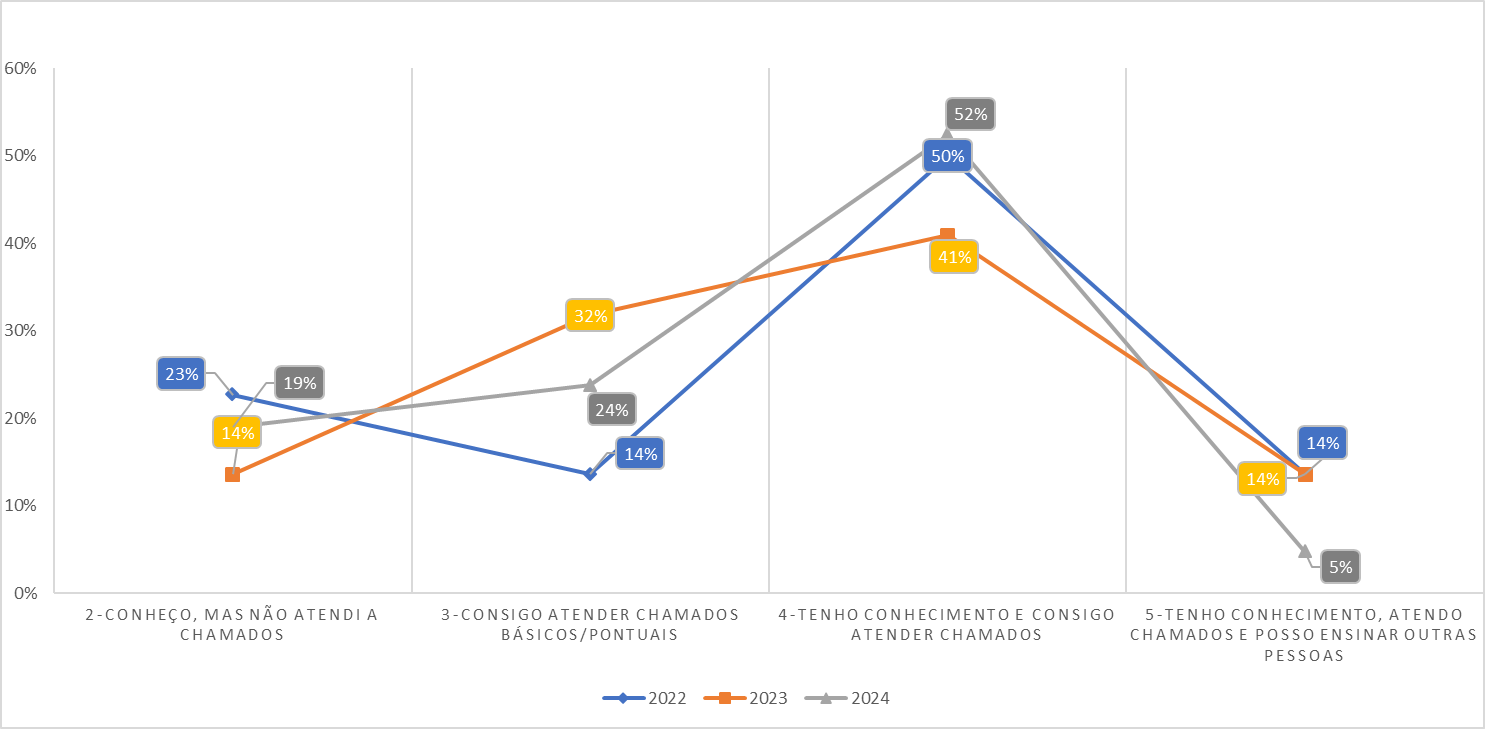 60%
50%
40%
30%
20%
10%
0%
23%
19%
14%
32%
24%
14%
52%
50%
41%
14%
14%
5%
2-CONHEÇO, MAS NÃO ATENDI A
CHAMADOS
3-CONSIGO ATENDER CHAMADOS
BÁSICOS/PONTUAIS
4-TENHO CONHECIMENTO E CONSIGO
ATENDER CHAMADOS
5-TENHO CONHECIMENTO, ATENDO
CHAMADOS E POSSO ENSINAR OUTRAS
PESSOAS
2022 2023 2024